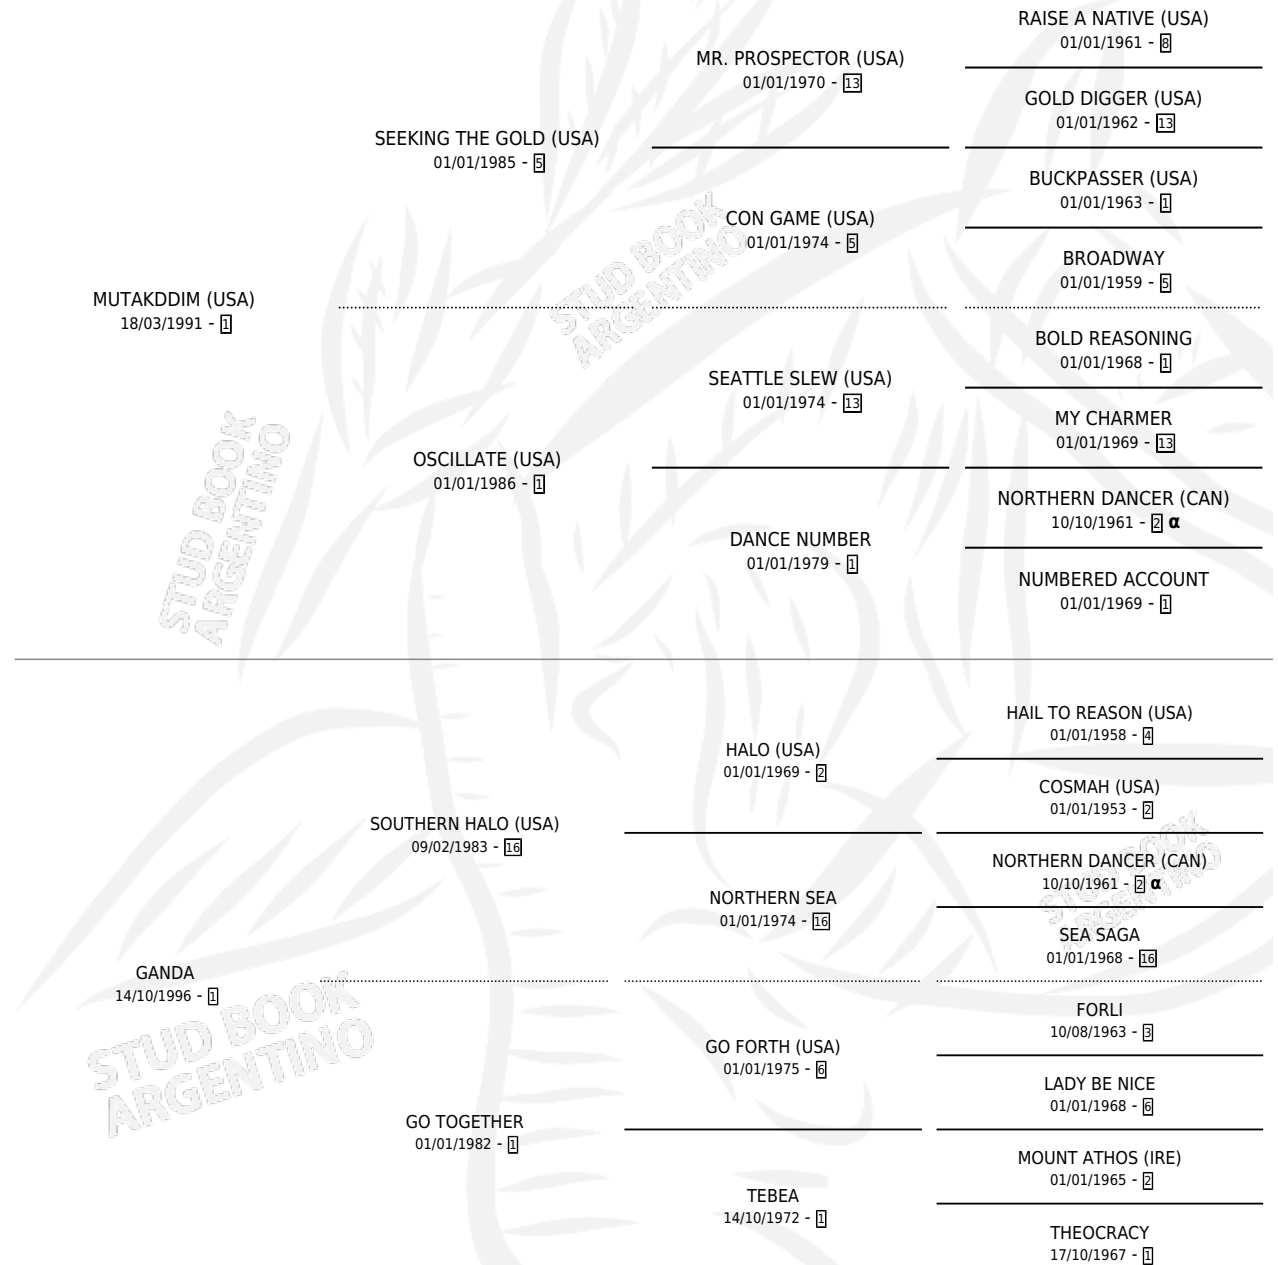 RAISE A NATIVE (USA)
01/01/1961 - 8
MR. PROSPECTOR (USA)
01/01/1970 - 13
GOLD DIGGER (USA)
01/01/1962 - 13
SEEKING THE GOLD (USA)
01/01/1985 - 5
BUCKPASSER (USA)
01/01/1963 - 1
CON GAME (USA)
01/01/1974 - 5
BROADWAY
01/01/1959 - 5
MUTAKDDIM (USA)
18/03/1991 - 1
BOLD REASONING
01/01/1968 - 1
SEATTLE SLEW (USA)
01/01/1974 - 13
MY CHARMER
01/01/1969 - 13
OSCILLATE (USA)
01/01/1986 - 1
NORTHERN DANCER (CAN)
10/10/1961 - 2 α
DANCE NUMBER
01/01/1979 - 1
NUMBERED ACCOUNT
01/01/1969 - 1
HAIL TO REASON (USA)
01/01/1958 - 4
HALO (USA)
01/01/1969 - 2
COSMAH (USA)
01/01/1953 - 2
SOUTHERN HALO (USA)
09/02/1983 - 16
NORTHERN DANCER (CAN)
10/10/1961 - 2 α
NORTHERN SEA
01/01/1974 - 16
SEA SAGA
01/01/1968 - 16
GANDA
14/10/1996 - 1
FORLI
10/08/1963 - 3
GO FORTH (USA)
01/01/1975 - 6
LADY BE NICE
01/01/1968 - 6
GO TOGETHER
01/01/1982 - 1
MOUNT ATHOS (IRE)
01/01/1965 - 2
TEBEA
14/10/1972 - 1
THEOCRACY
17/10/1967 - 1
STUD BOOK
ARGENTINO
STUD BOOK
ARGENTINO
STUD BOOK
ARGENTINO
STUD BOOK
ARGENTINO